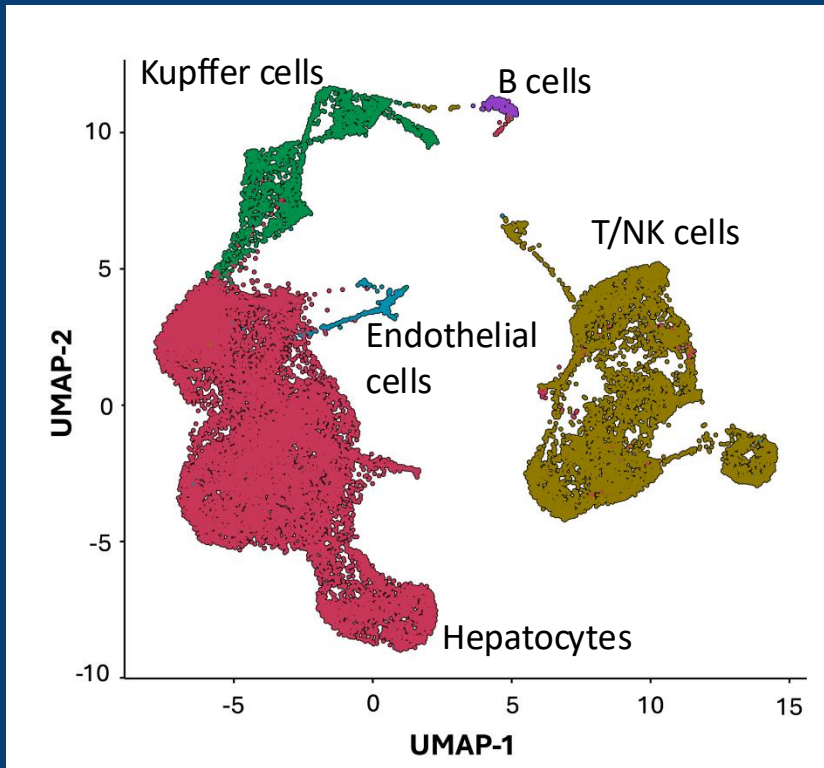 Kupffer cells
B cells
T/NK cells
Endothelial
cells
Hepatocytes
UMAP-2
10
5
0
-5
-10
-5
0
5
10
15
UMAP-1